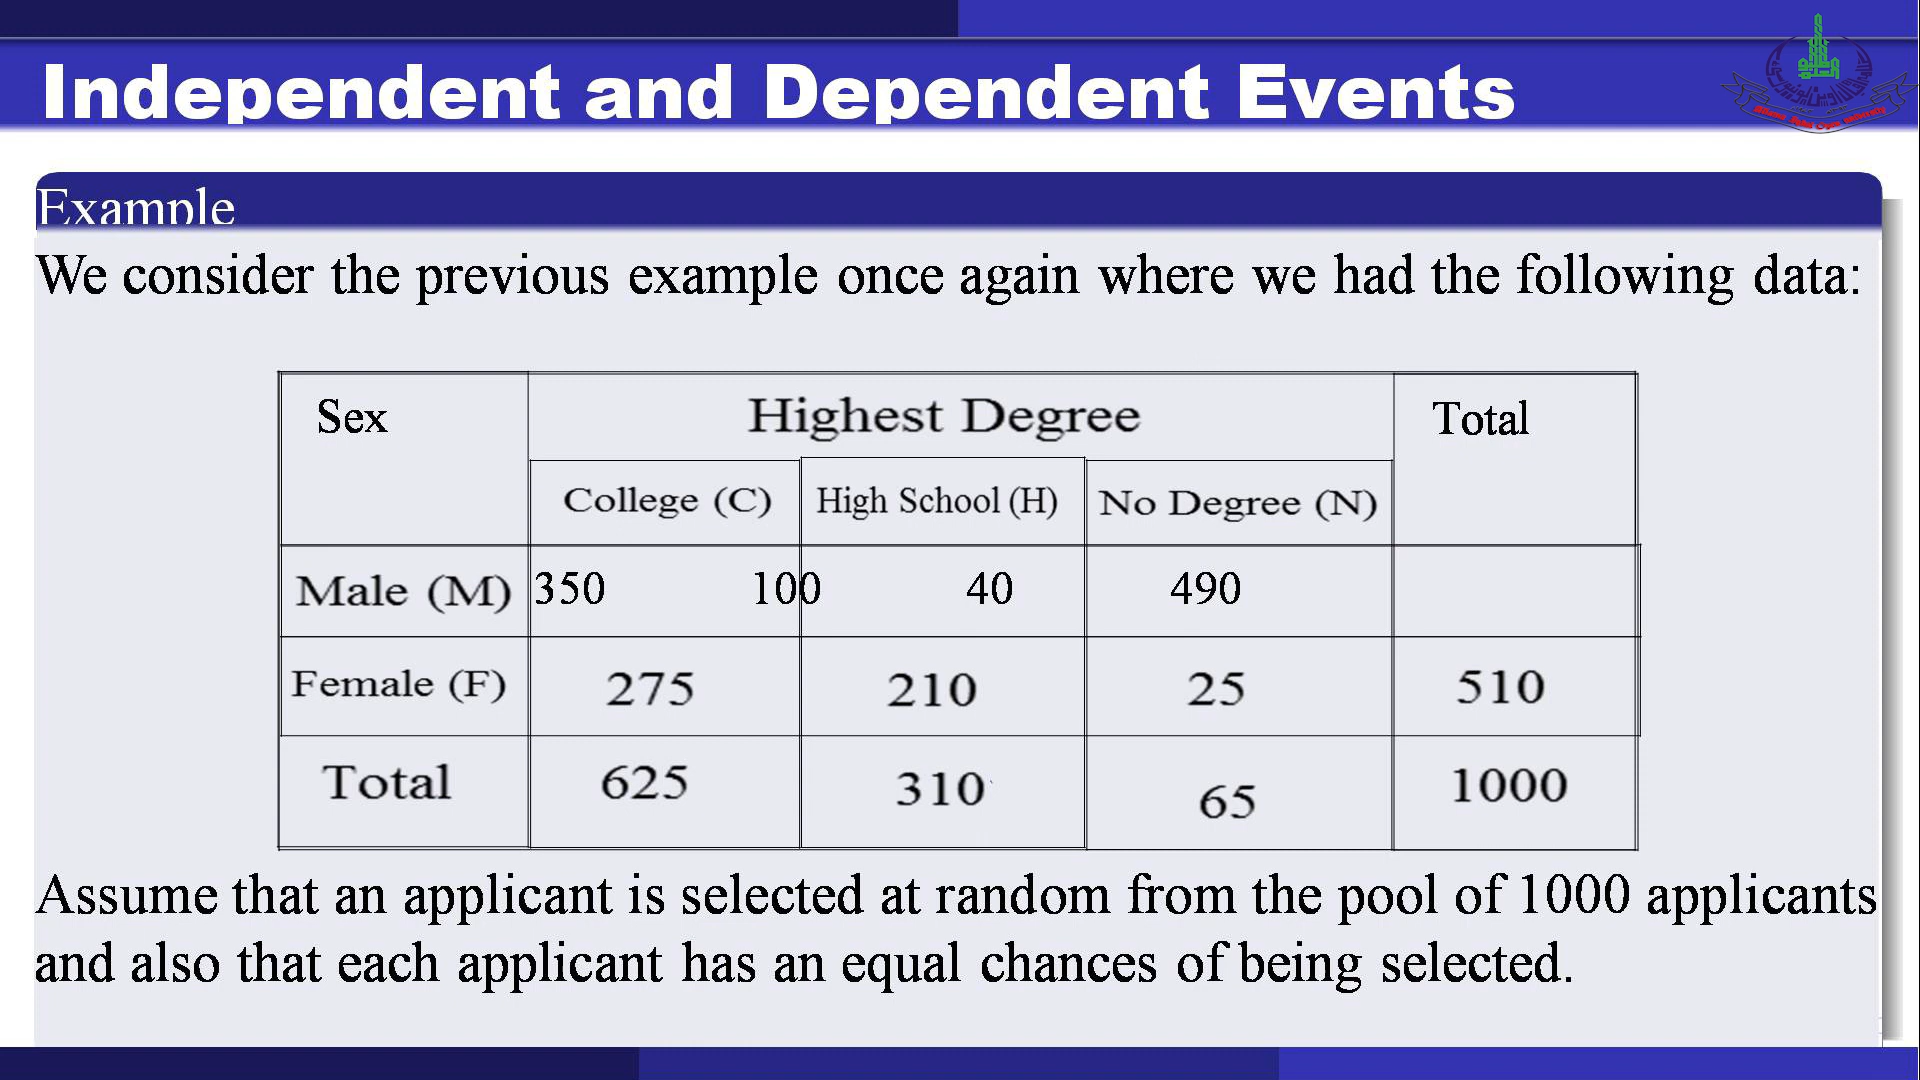 Independent and Dependent Events
Example
We consider the previous example once again where we had the following data:
Sex Highest Degree Total
College (C) High School (H) No Degree (N)
Male (M) 350 100 40 490
Female (F) 275 210 25 510
Total 625 310 65 1000
Assume that an applicant is selected at random from the pool of 1000 applicants
and also that each applicant has an equal chances of being selected.